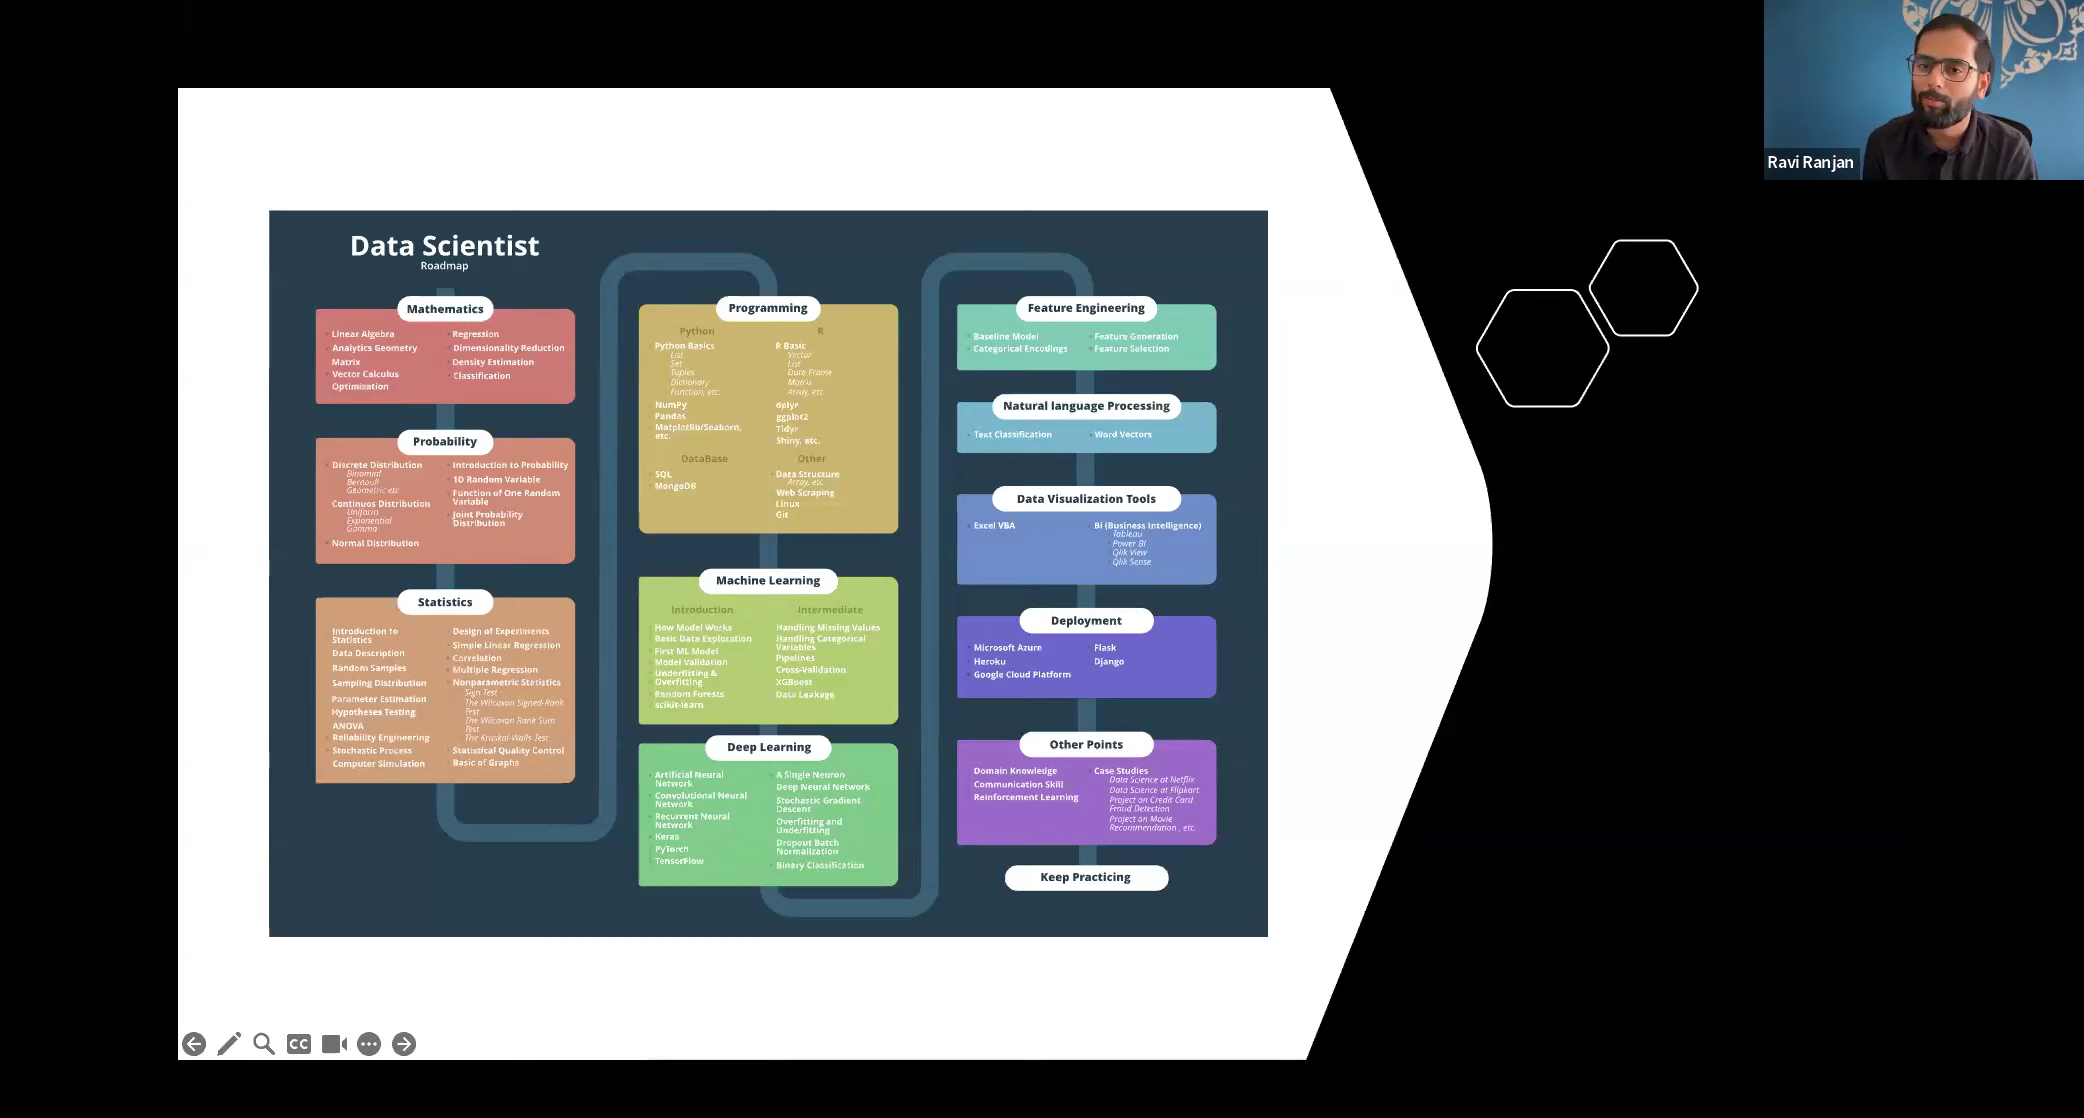 Ravi Ranjan
Data Scientist
Roadmap
Mathematics
Linear Algebra
Analytics Geometry
Matrix
Vector Calculus
Optimization
Regression
Dimensionality Reduction
Density Estimation
Classification
Probability
Discrete Distribution
Binomial
Bernouli
Geometric etc
Continuos Distribution
Uniform
Exponential
Gamma
Normal Distribution
Introduction to Probability
1D Random Variable
Function of One Random
Variable
Joint Probability
Distribution
Statistics
Introduction to
Statistics
Data Description
Random Samples
Sampling Distribution
Parameter Estimation
Hypotheses Testing
ANOVA
Reliability Engineering
Stochastic Process
Computer Simulation
Design of Experiments
Simple Linear Regression
Correlation
Multiple Regression
Nonparametric Statistics
Sign Test
The Wilcoxon Signed-Rank
Test
The Wilcoxon Rank Sum
Test
The Kruskal-Walls Test
Statistical Quality Control
Basic of Graphs
Programming
Python
Python Basics
List
Set
Tuples
Dictionary
Function, etc.
NumPy
Pandas
Matplotlib/Seaborn,
etc.
R
R Basic
Vector
List
Date Frame
Matrix
Array, etc
dplyr
ggplot2
Tidyr
Shiny, etc.
DataBase
SQL
MongoDB
Other
Data Structure
Array, etc
Web Scraping
Linux
Git
Machine Learning
Introduction
How Model Works
Basic Data Exploration
First ML Model
Model Validation
Underfitting &
Overfitting
Random Forests
scikit-learn
Intermediate
Handling Missing Values
Handling Categorical
Variables
Pipelines
Cross-Validation
XGBoost
Data Leakage
Deep Learning
Artificial Neural
Network
Convolutional Neural
Network
Recurrent Neural
Network
Keras
PyTorch
TensorFlow
A Single Neuron
Deep Neural Network
Stochastic Gradient
Descent
Overfitting and
Underfitting
Dropout Batch
Normalization
Binary Classification
Feature Engineering
Baseline Model
Categorical Encodings
Feature Generation
Feature Selection
Natural language Processing
Text Classification
Word Vectors
Data Visualization Tools
Excel VBA
BI (Business Intelligence)
Tableau
Power BI
Qlik View
Qlik Sense
Deployment
Microsoft Azure
Heroku
Google Cloud Platform
Flask
Django
Other Points
Domain Knowledge
Communication Skill
Reinforcement Learning
Case Studies
Data Science at Netflix
Data Science at Flipkart
Project on Credit Card
Fraud Detection
Project on Movie
Recommendation , etc.
Keep Practicing
CC